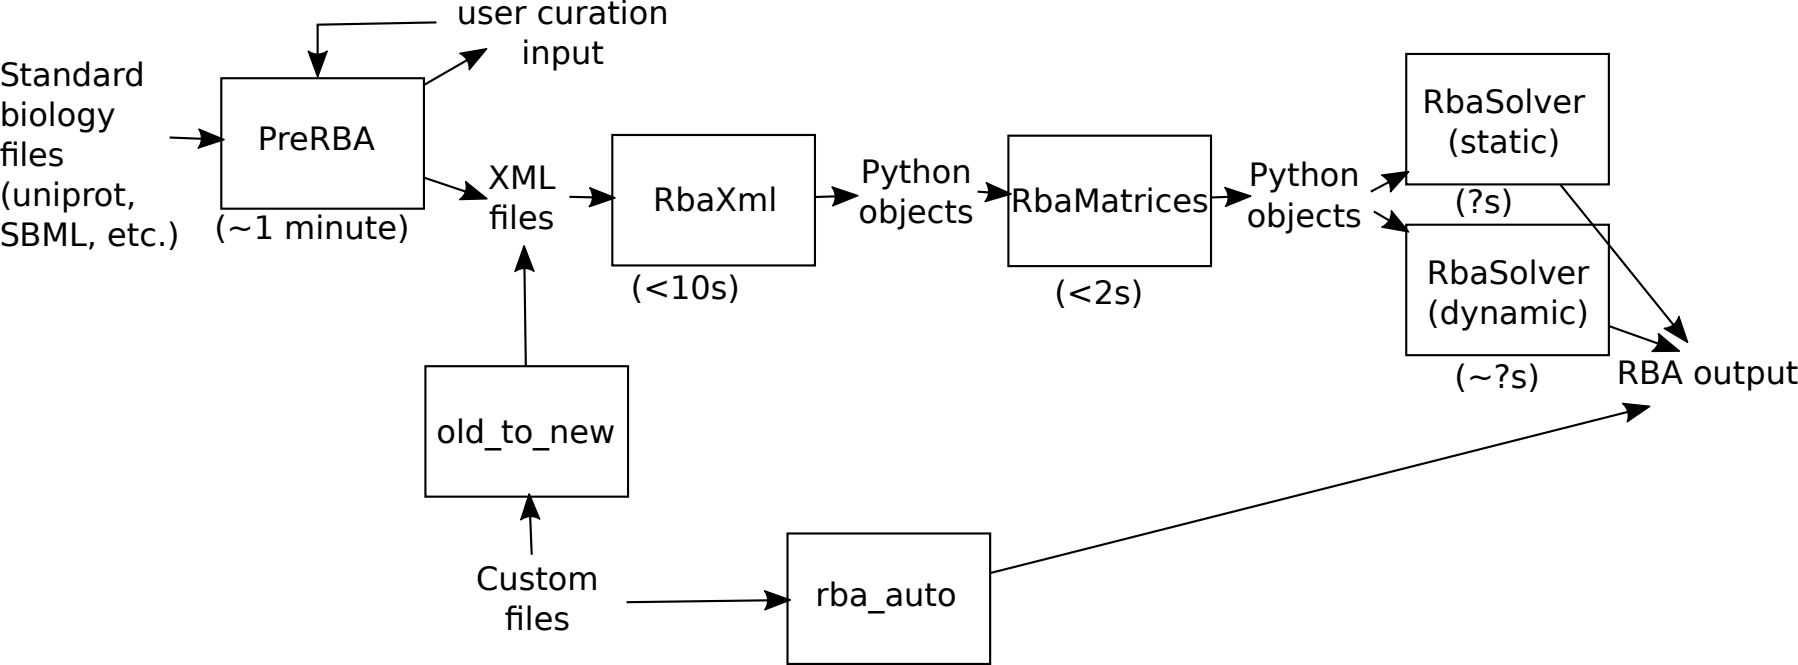 user curation
input
Standard
biology
files
(uniprot,
SBML, etc.)
PreRBA
(~1 minute)
XML
files
RbaXml
(<10s)
Python
objects
RbaMatrices
(<2s)
Python
objects
RbaSolver
(static)
(?s)
RbaSolver
(dynamic)
(~?s)
RBA output
old_to_new
Custom
files
rba_auto